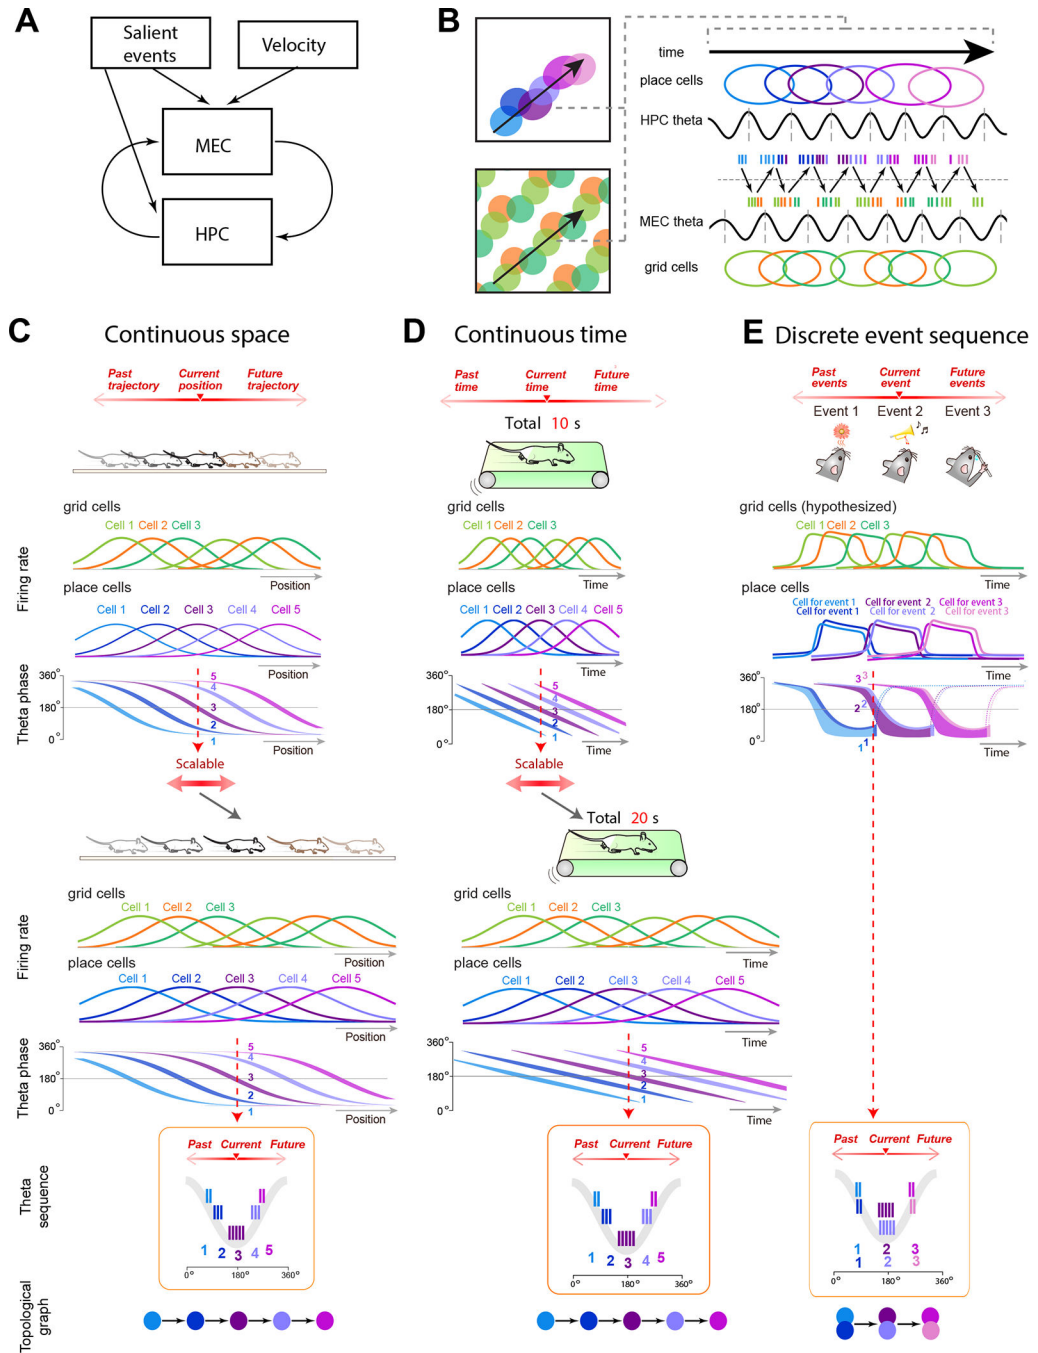 A
Salient
events
Velocity
MEC
HPC
B
time
place cells
HPC theta
MEC theta
grid cells
C
Continuous space
Past
trajectory
Current
position
Future
trajectory
grid cells
Cell 1 Cell 2 Cell 3
Firing rate
Position
place cells
Cell 1 Cell 2 Cell 3 Cell 4 Cell 5
Position
Theta phase
360°
180°
0°
5
4
3
2
1
Position
Scalable
grid cells
Cell 1 Cell 2 Cell 3
Firing rate
Position
place cells
Cell 1 Cell 2 Cell 3 Cell 4 Cell 5
Position
Theta phase
360°
180°
0°
5
4
3
2
1
Position
Past Current Future
Theta
sequence
1 2 3 4 5
0° 180° 360°
Topological
graph
D
Continuous time
Past
time
Current
time
Future
time
Total 10 s
grid cells
Cell 1 Cell 2 Cell 3
Time
place cells
Cell 1 Cell 2 Cell 3 Cell 4 Cell 5
Time
360°
180°
0°
5
4
3
2
1
Time
Scalable
Total 20 s
grid cells
Cell 1 Cell 2 Cell 3
Time
place cells
Cell 1 Cell 2 Cell 3 Cell 4 Cell 5
Time
360°
180°
0°
5
4
3
2
1
Time
Past Current Future
1 2 3 4 5
0° 180° 360°
E
Discrete event sequence
Past
events
Current
event
Future
events
Event 1 Event 2 Event 3
grid cells (hypothesized)
Cell 1 Cell 2 Cell 3
Time
place cells
Cell for event 1 Cell for event 2 Cell for event 3
Cell for event 1 Cell for event 2 Cell for event 3
Time
360°
180°
0°
3 3
2 2
1 1
Time
Past Current Future
1 2 3
1 2 3
0° 180° 360°